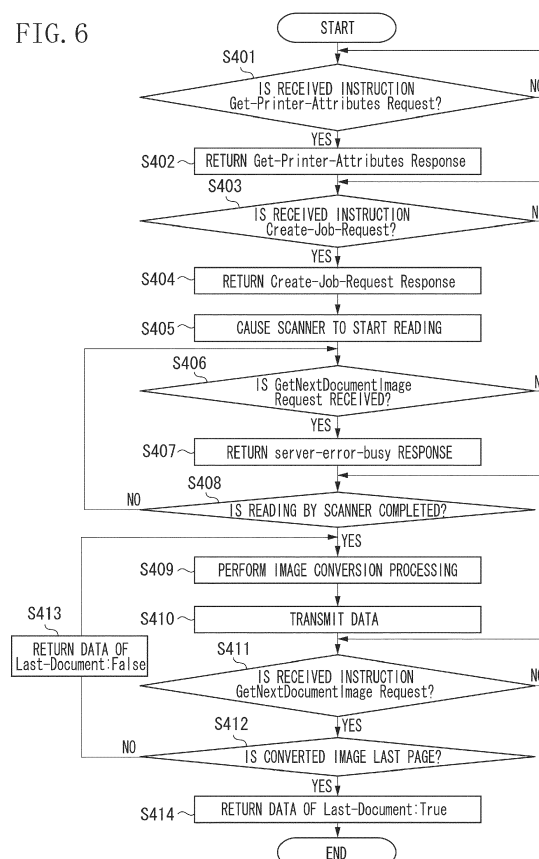 FIG. 6
START
S401
IS RECEIVED INSTRUCTION
Get-Printer-Attributes Request?
YES
S402
RETURN Get-Printer-Attributes Response
S403
IS RECEIVED INSTRUCTION
Create-Job-Request?
YES
S404
RETURN Create-Job-Request Response
S405
CAUSE SCANNER TO START READING
S406
IS GetNextDocumentImage
Request RECEIVED?
YES
S407
RETURN server-error-busy RESPONSE
S408
NO
IS READING BY SCANNER COMPLETED?
YES
S409
PERFORM IMAGE CONVERSION PROCESSING
S410
TRANSMIT DATA
S413
RETURN DATA OF
Last-Document:False
S411
IS RECEIVED INSTRUCTION
GetNextDocumentImage Request?
YES
S412
NO
IS CONVERTED IMAGE LAST PAGE?
YES
S414
RETURN DATA OF Last-Document:True
END